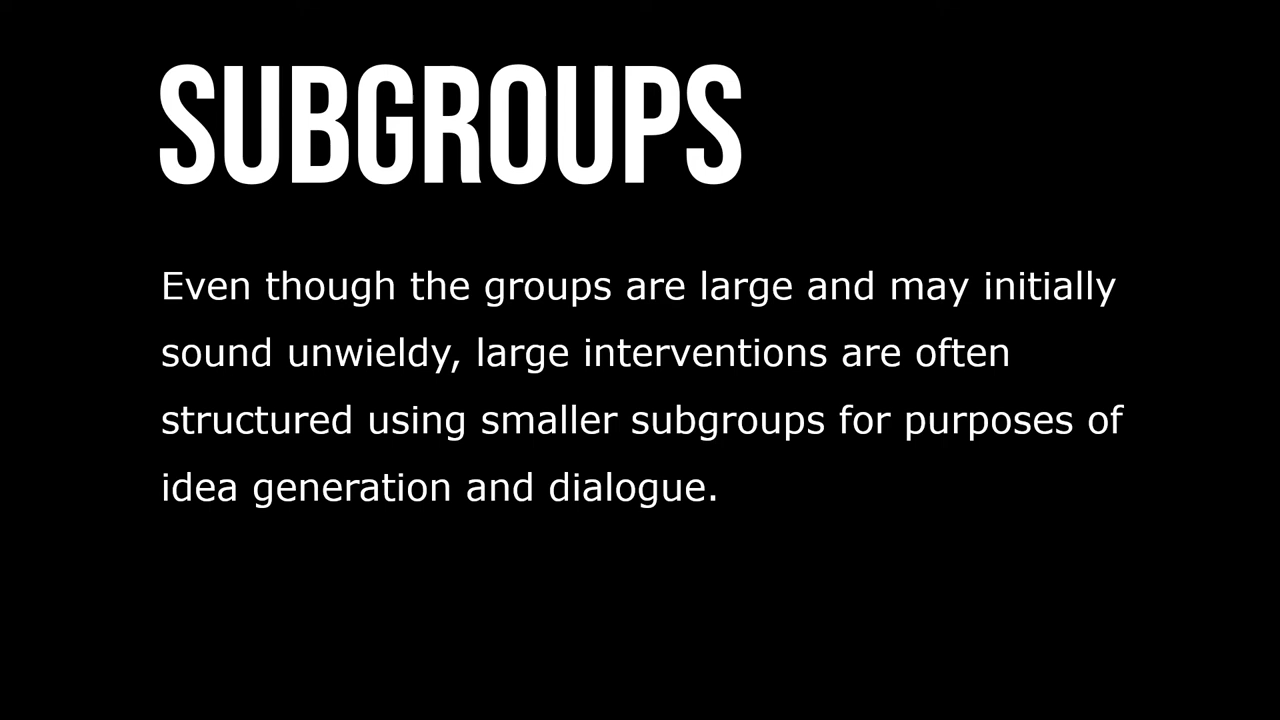 SUBGROUPS
Even though the groups are large and may initially
sound unwieldy, large interventions are often
structured using smaller subgroups for purposes of
idea generation and dialogue.